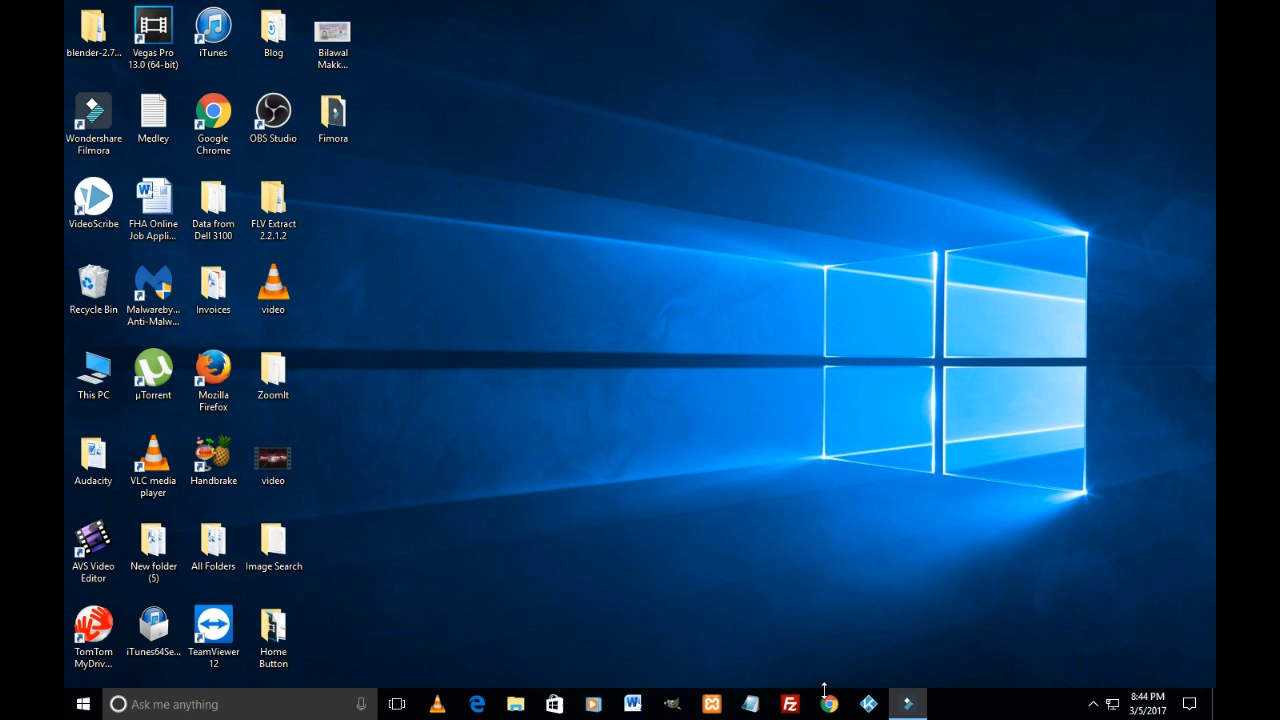 blender-2.7...
Vegas Pro
13.0 (64-bit)
iTunes
Blog
Bilawal
Makk...
Wondershare
Filmora
Medley
Google
Chrome
OBS Studio
Fimora
VideoScribe
FHA Online
Job Appli...
Data from
Dell 3100
FLV Extract
2.2.1.2
Recycle Bin
Malwareby...
Anti-Malw...
Invoices
video
This PC
µTorrent
Mozilla
Firefox
ZoomIt
Audacity
VLC media
player
Handbrake
video
AVS Video
Editor
New folder
(5)
All Folders
Image Search
TomTom
MyDriv...
iTunes64Se...
TeamViewer
12
Home
Button
Ask me anything
8:44 PM
3/5/2017